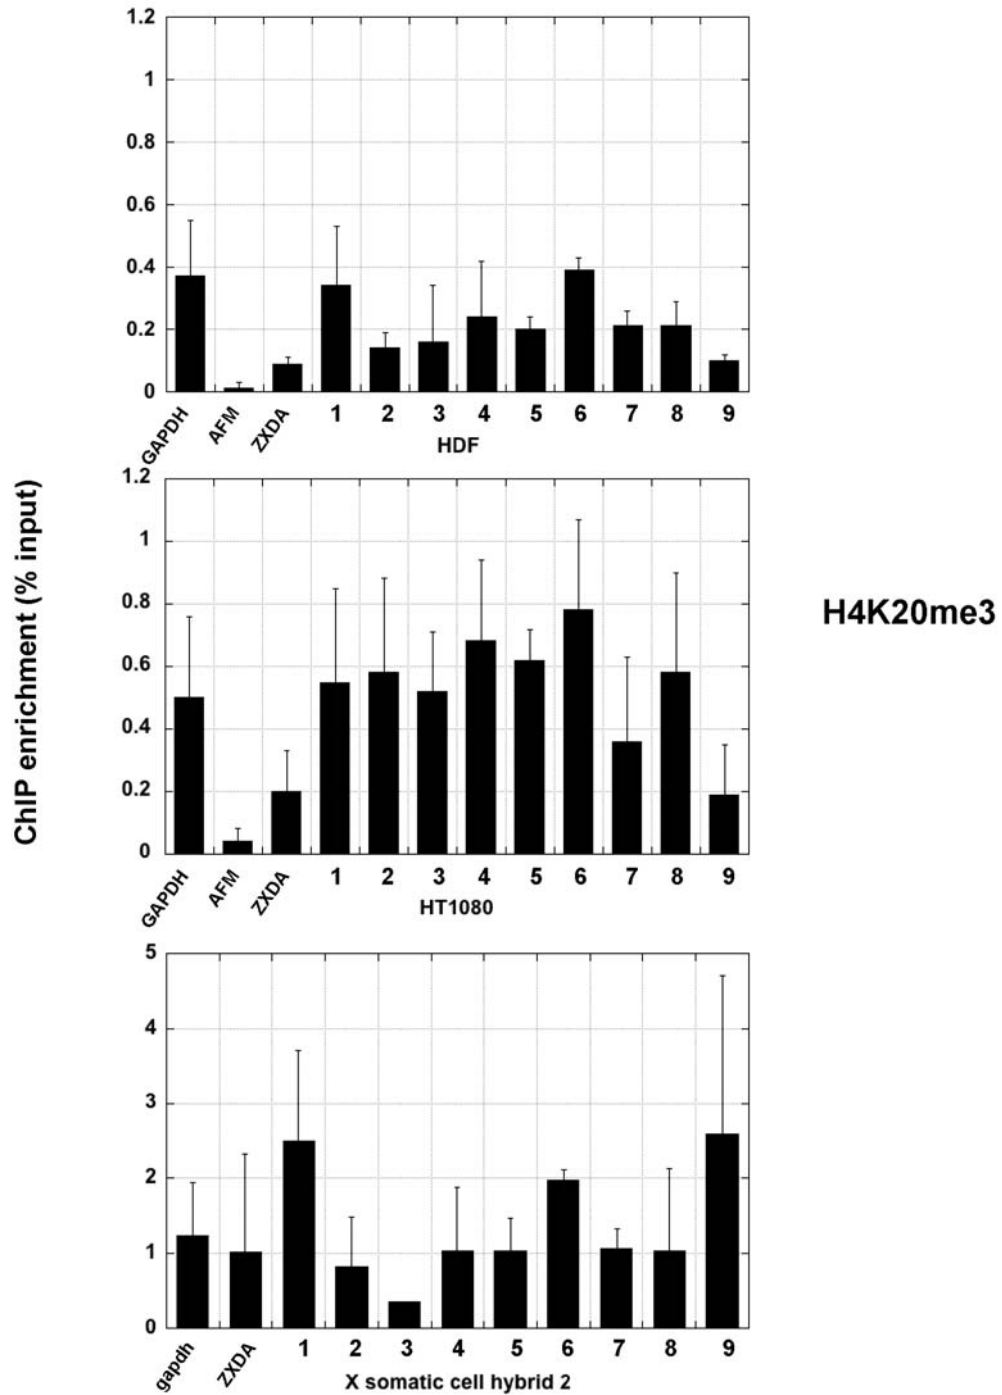 1.2
1
0.8
0.6
0.4
0.2
0
GAPDH AFM ZXDA 1 2 3 4 5 6 7 8 9
HDF
ChIP enrichment (% input)
1.2
1
0.8
0.6
0.4
0.2
0
GAPDH AFM ZXDA 1 2 3 4 5 6 7 8 9
HT1080
H4K20me3
5
4
3
2
1
0
gapdh ZXDA 1 2 3 4 5 6 7 8 9
X somatic cell hybrid 2